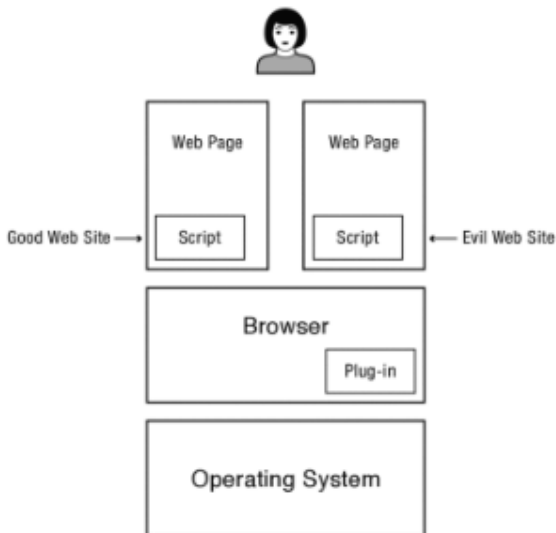 Web Page
Web Page
Good Web Site
Script
Script
Evil Web Site
Browser
Plug-in
Operating System